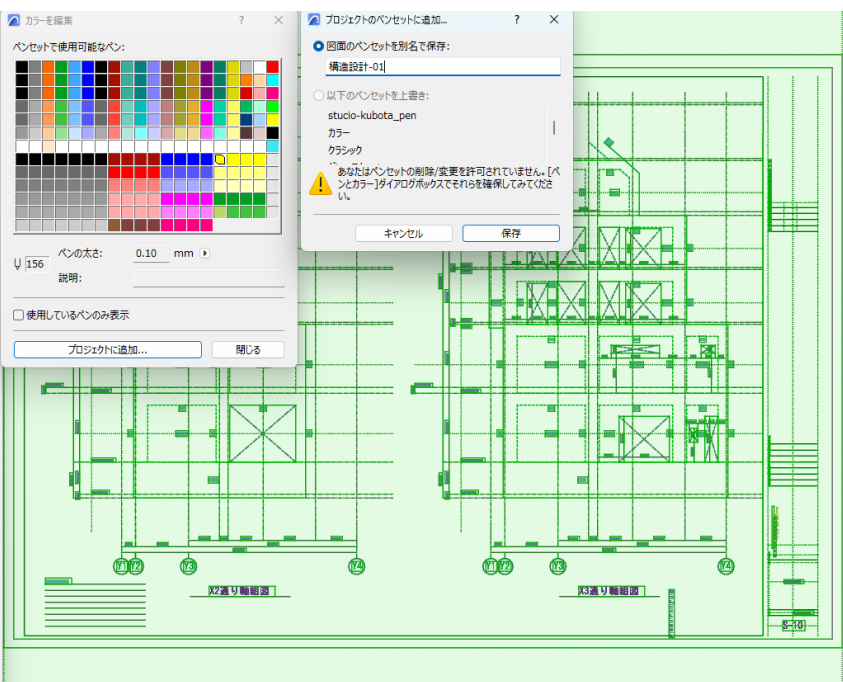 カラーを編集
ペンセットで使用可能なペン:
156
ペンの太さ:
0.10 mm
説明:
使用しているペンのみ表示
プロジェクトに追加...
閉じる
プロジェクトのペンセットに追加...
図面のペンセットを別名で保存:
構造設計-01
以下のペンセットを上書き:
stucio-kubota_pen
カラー
クラシック
あなたはペンセットの削除/変更を許可されていません。[ペ
ンとカラー]ダイアログボックスでそれらを確保してみてくださ
い。
キャンセル
保存
Y1 Y2 Y3 Y4
X2通り軸組図
Y1 Y2 Y3 Y4
X3通り軸組図
S-10